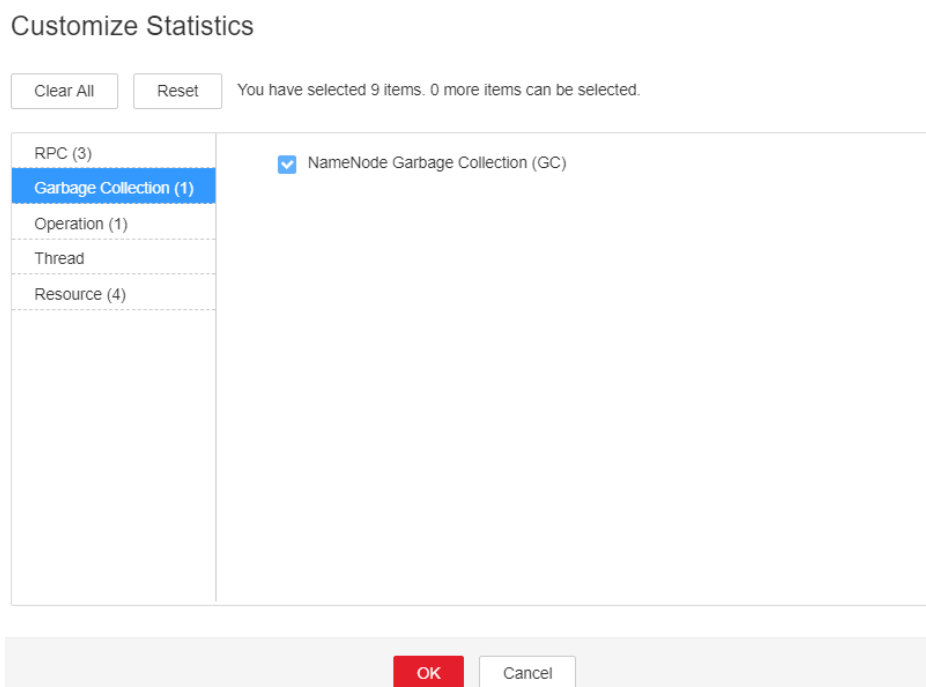 Customize Statistics
Clear All Reset You have selected 9 items. 0 more items can be selected.
RPC (3)
NameNode Garbage Collection (GC)
Garbage Collection (1)
Operation (1)
Thread
Resource (4)
OK Cancel